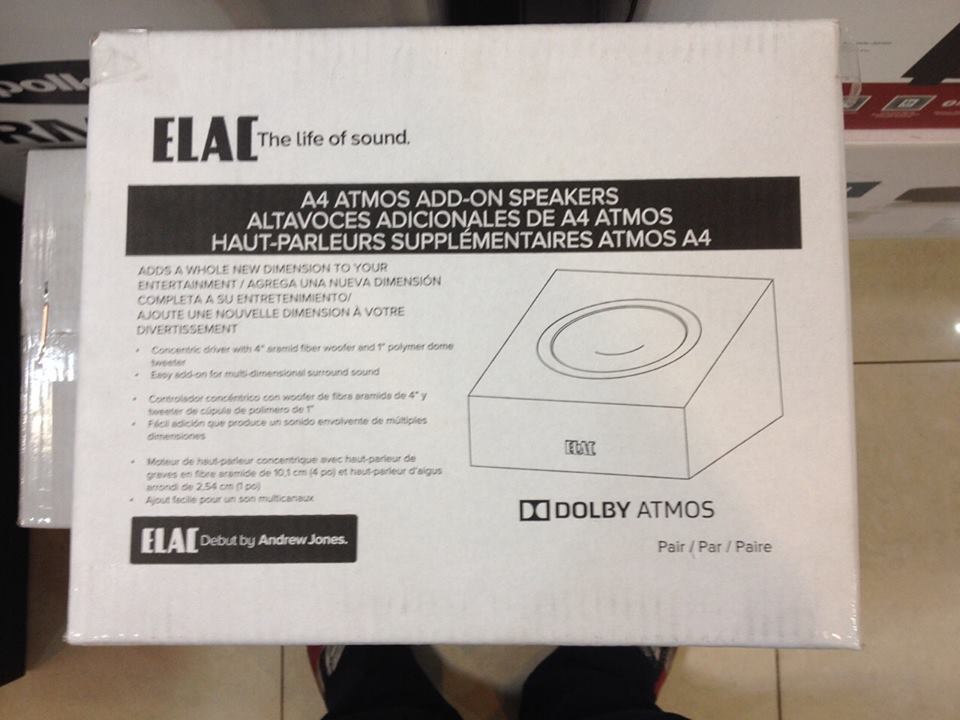 polk
ELAC The life of sound.
A4 ATMOS ADD-ON SPEAKERS
ALTAVOCES ADICIONALES DE A4 ATMOS
HAUT-PARLEURS SUPPLÉMENTAIRES ATMOS A4
ADDS A WHOLE NEW DIMENSION TO YOUR
ENTERTAINMENT / AGREGA UNA NUEVA DIMENSIÓN
COMPLETA A SU ENTRETENIMIENTO/
AJOUTE UNE NOUVELLE DIMENSION À VOTRE
DIVERTISSEMENT
• Concentric driver with 4" aramid fiber woofer and 1" polymer dome
tweeter
• Easy add-on for multi-dimensional surround sound
• Controlador concéntrico con woofer de fibra aramida de 4" y
tweeter de cúpula de polímero de 1"
• Fácil adición que produce un sonido envolvente de múltiples
dimensiones
• Moteur de haut-parleur concentrique avec haut-parleur de
graves en fibre aramide de 10,1 cm (4 po) et haut-parleur d'aigus
arrondi de 2,54 cm (1 po)
• Ajout facile pour un son multicanaux
ELAC
DOLBY ATMOS
Pair / Par / Paire
ELAC Debut by Andrew Jones.